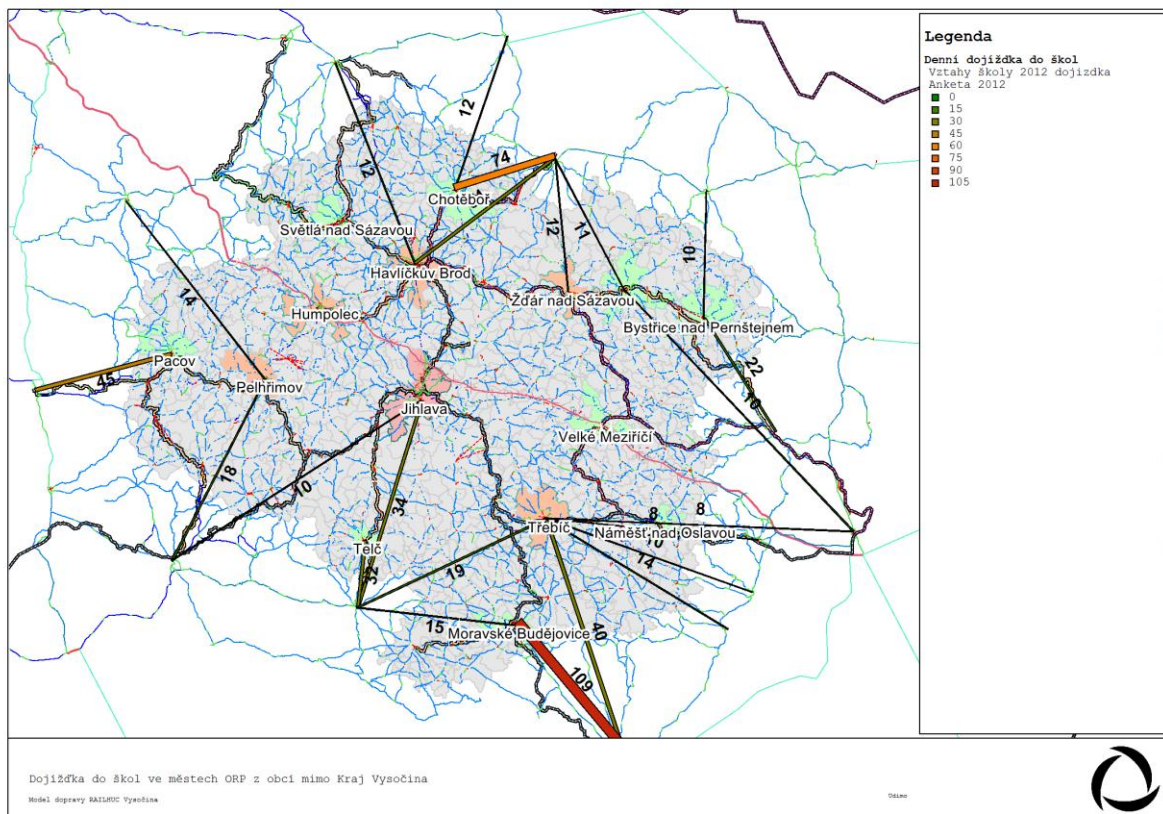 Legenda
Denní dojížďka do škol
Vztahy školy 2012 dojizdka
Anketa 2012
0
15
30
45
60
75
90
105
12
74
12
Chotěboř
Světlá nad Sázavou
12
11
10
Havlíčkův Brod
14
Žďár nad Sázavou
Humpolec
Bystřice nad Pernštejnem
Pacov
45
Pelhřimov
22
10
Jihlava
Velké Meziříčí
18
10
34
8
8
Třebíč
Náměšť nad Oslavou
10
14
Telč
32
19
15
Moravské Budějovice
40
109
Dojížďka do škol ve městech ORP z obcí mimo Kraj Vysočina
Model dopravy RAILHUC Vysočina
Udimo